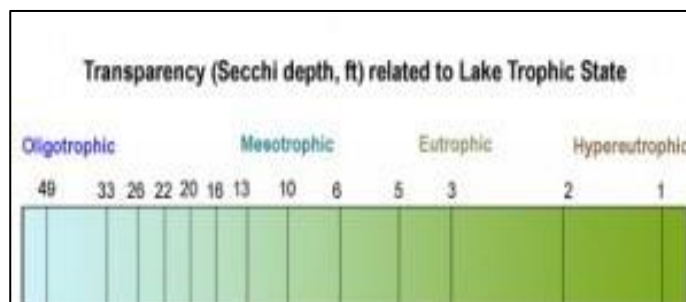 Transparency (Secchi depth, ft) related to Lake Trophic State
Oligotrophic Mesotrophic Eutrophic Hypereutrophic
49 33 26 22 20 16 13 10 6 5 3 2 1